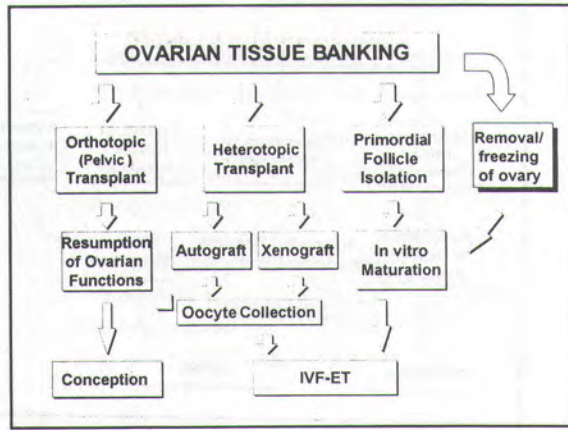 OVARIAN TISSUE BANKING
Orthotopic
(Pelvic)
Transplant
Heterotopic
Transplant
Primordial
Follicle
Isolation
Removal/
freezing
of ovary
Resumption
of Ovarian
Functions
Autograft
Xenograft
In vitro
Maturation
Oocyte Collection
Conception
IVF-ET